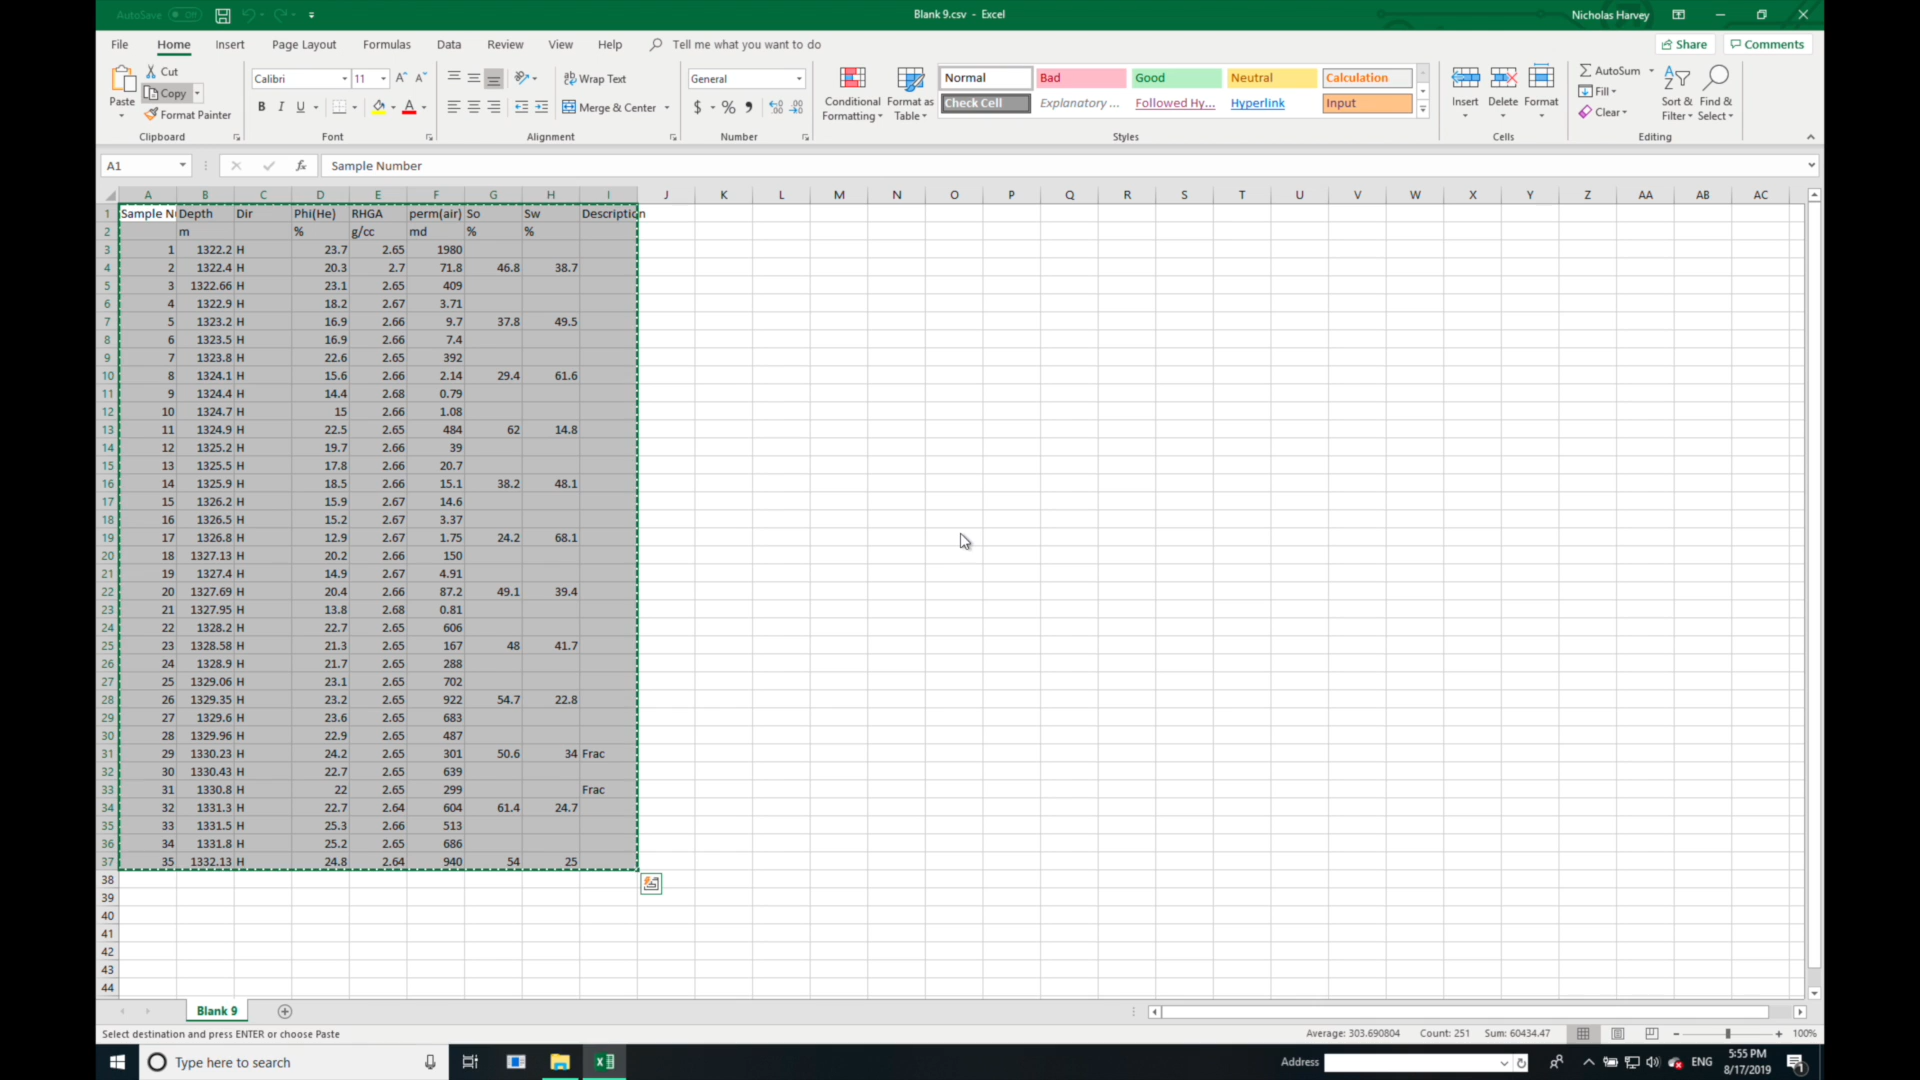 AutoSave Off
Blank 9.csv - Excel
Nicholas Harvey
File Home Insert Page Layout Formulas Data Review View Help Tell me what you want to do
Share Comments
Cut
Copy
Format Painter
Paste
Clipboard
Calibri 11
B I U
Font
Wrap Text
Merge & Center
Alignment
General
$ % ,
Number
Conditional Formatting
Format as Table
Normal Bad Good Neutral Calculation
Check Cell Explanatory ... Followed Hy... Hyperlink Input
Styles
Insert Delete Format
Cells
AutoSum
Fill
Clear
Sort & Filter
Find & Select
Editing
A1 fx Sample Number
A B C D E F G H I J K L M N O P Q R S T U V W X Y Z AA AB AC
1 Sample Nu Depth Dir Phi(He) RHGA perm(air) So Sw Description
2 m % g/cc md % %
3 1 1322.2 H 23.7 2.65 1980
4 2 1322.4 H 20.3 2.7 71.8 46.8 38.7
5 3 1322.66 H 23.1 2.65 409
6 4 1322.9 H 18.2 2.67 3.71
7 5 1323.2 H 16.9 2.66 9.7 37.8 49.5
8 6 1323.5 H 16.9 2.66 7.4
9 7 1323.8 H 22.6 2.65 392
10 8 1324.1 H 15.6 2.66 2.14 29.4 61.6
11 9 1324.4 H 14.4 2.68 0.79
12 10 1324.7 H 15 2.66 1.08
13 11 1324.9 H 22.5 2.65 484 62 14.8
14 12 1325.2 H 19.7 2.66 39
15 13 1325.5 H 17.8 2.66 20.7
16 14 1325.9 H 18.5 2.66 15.1 38.2 48.1
17 15 1326.2 H 15.9 2.67 14.6
18 16 1326.5 H 15.2 2.67 3.37
19 17 1326.8 H 12.9 2.67 1.75 24.2 68.1
20 18 1327.13 H 20.2 2.66 150
21 19 1327.4 H 14.9 2.67 4.91
22 20 1327.69 H 20.4 2.66 87.2 49.1 39.4
23 21 1327.95 H 13.8 2.68 0.81
24 22 1328.2 H 22.7 2.65 606
25 23 1328.58 H 21.3 2.65 167 48 41.7
26 24 1328.9 H 21.7 2.65 288
27 25 1329.06 H 23.1 2.65 702
28 26 1329.35 H 23.2 2.65 922 54.7 22.8
29 27 1329.6 H 23.6 2.65 683
30 28 1329.96 H 22.9 2.65 487
31 29 1330.23 H 24.2 2.65 301 50.6 34 Frac
32 30 1330.43 H 22.7 2.65 639
33 31 1330.8 H 22 2.65 299 Frac
34 32 1331.3 H 22.7 2.64 604 61.4 24.7
35 33 1331.5 H 25.3 2.66 513
36 34 1331.8 H 25.2 2.65 686
37 35 1332.13 H 24.8 2.64 940 54 25
38
39
40
41
42
43
44
Blank 9
Select destination and press ENTER or choose Paste
Average: 303.690804 Count: 251 Sum: 60434.47 100%
Type here to search
Address
ENG
5:55 PM
8/17/2019
1